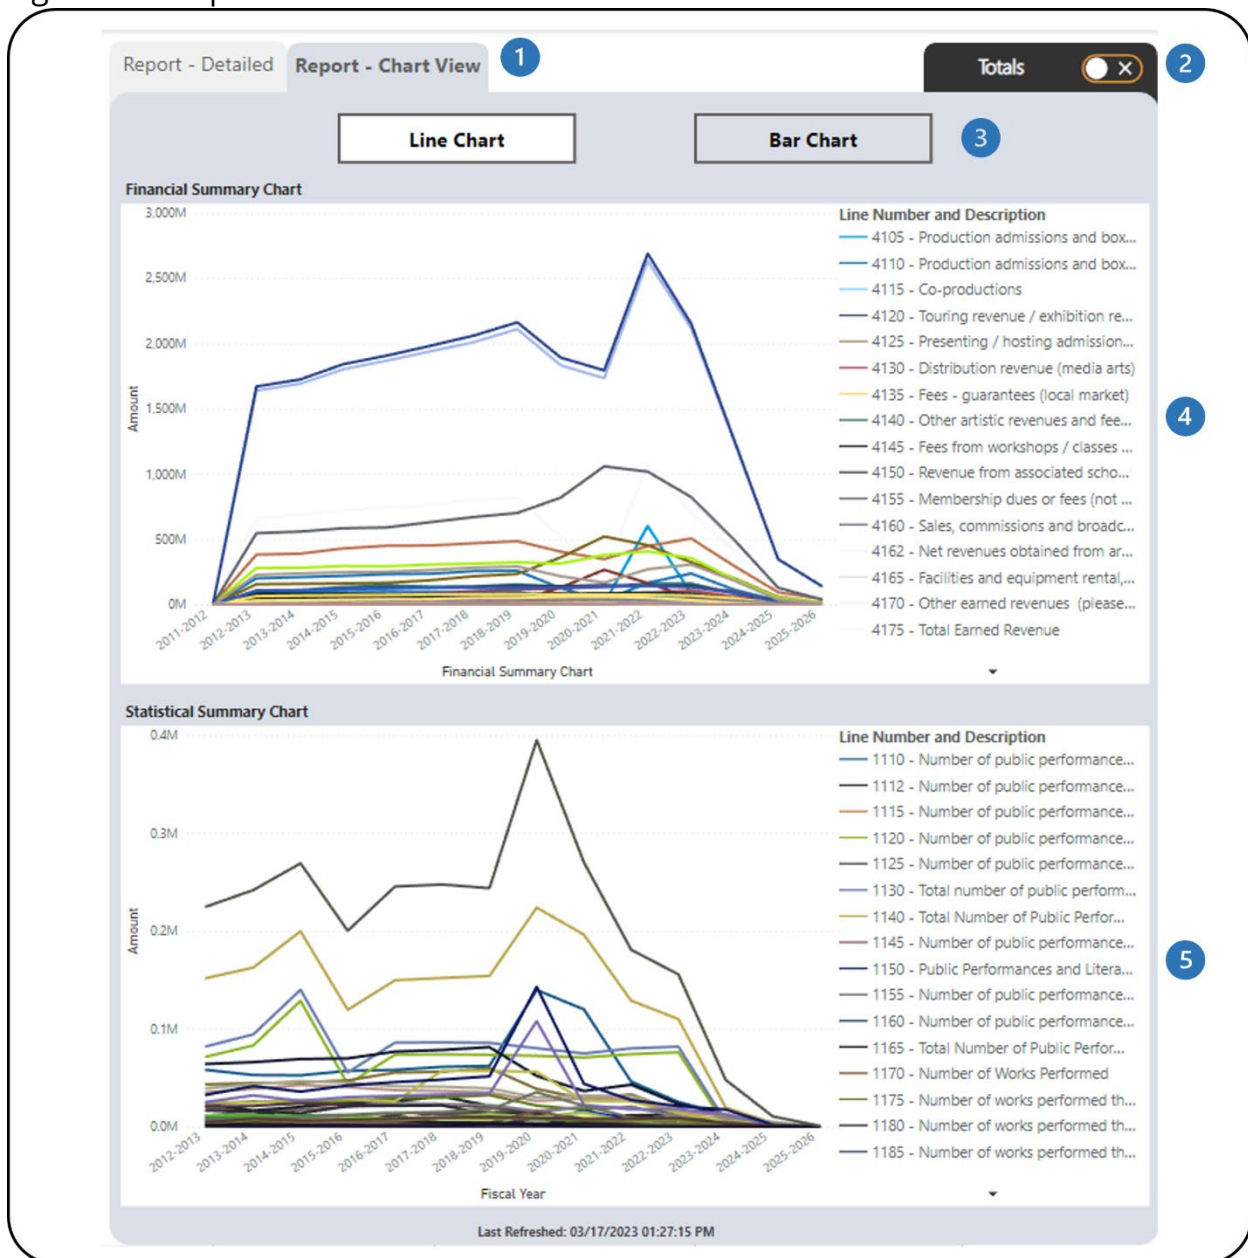 Report - Detailed
Report - Chart View
1
Totals
2
Line Chart
Bar Chart
3
Financial Summary Chart
3,000M
2,500M
2,000M
1,500M
1,000M
500M
0M
Amount
2011-2012
2012-2013
2013-2014
2014-2015
2015-2016
2016-2017
2017-2018
2018-2019
2019-2020
2020-2021
2021-2022
2022-2023
2023-2024
2024-2025
2025-2026
Financial Summary Chart
Line Number and Description
4105 - Production admissions and box...
4110 - Production admissions and box...
4115 - Co-productions
4120 - Touring revenue / exhibition re...
4125 - Presenting / hosting admission...
4130 - Distribution revenue (media arts)
4135 - Fees - guarantees (local market)
4140 - Other artistic revenues and fee...
4145 - Fees from workshops / classes ...
4150 - Revenue from associated scho...
4155 - Membership dues or fees (not ...
4160 - Sales, commissions and broadc...
4162 - Net revenues obtained from ar...
4165 - Facilities and equipment rental,...
4170 - Other earned revenues (please...
4175 - Total Earned Revenue
4
Statistical Summary Chart
0.4M
0.3M
0.2M
0.1M
0.0M
Amount
2012-2013
2013-2014
2014-2015
2015-2016
2016-2017
2017-2018
2018-2019
2019-2020
2020-2021
2021-2022
2022-2023
2023-2024
2024-2025
2025-2026
Fiscal Year
Line Number and Description
1110 - Number of public performance...
1112 - Number of public performance...
1115 - Number of public performance...
1120 - Number of public performance...
1125 - Number of public performance...
1130 - Total number of public perform...
1140 - Total Number of Public Perfor...
1145 - Number of public performance...
1150 - Public Performances and Litera...
1155 - Number of public performance...
1160 - Number of public performance...
1165 - Total Number of Public Perfor...
1170 - Number of Works Performed
1175 - Number of works performed th...
1180 - Number of works performed th...
1185 - Number of works performed th...
5
Last Refreshed: 03/17/2023 01:27:15 PM